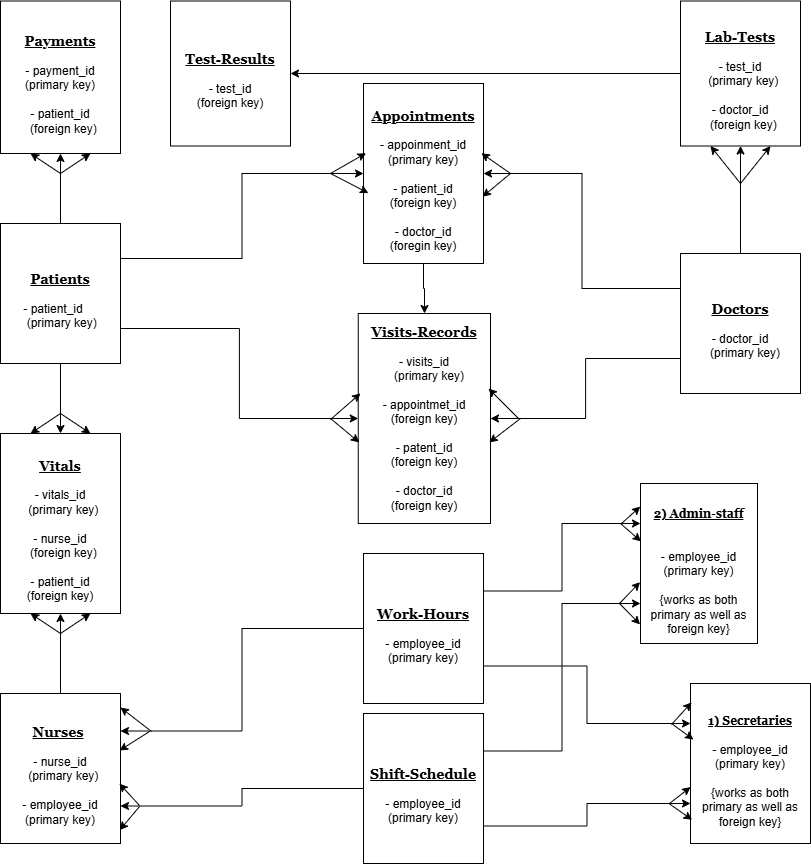 Payments
- payment_id
(primary key)
- patient_id
(foreign key)
Test-Results
- test_id
(foreign key)
Lab-Tests
- test_id
(primary key)
- doctor_id
(foreign key)
Appointments
- appoinment_id
(primary key)
- patient_id
(foreign key)
- doctor_id
(foregin key)
Patients
- patient_id
(primary key)
Doctors
- doctor_id
(primary key)
Visits-Records
- visits_id
(primary key)
- appointmet_id
(foreign key)
- patent_id
(foreign key)
- doctor_id
(foreign key)
Vitals
- vitals_id
(primary key)
- nurse_id
(foreign key)
- patient_id
(foreign key)
2) Admin-staff
- employee_id
(primary key)
{works as both
primary as well as
foreign key}
Work-Hours
- employee_id
(primary key)
Nurses
- nurse_id
(primary key)
- employee_id
(primary key)
Shift-Schedule
- employee_id
(primary key)
1) Secretaries
- employee_id
(primary key)
{works as both
primary as well as
foreign key}